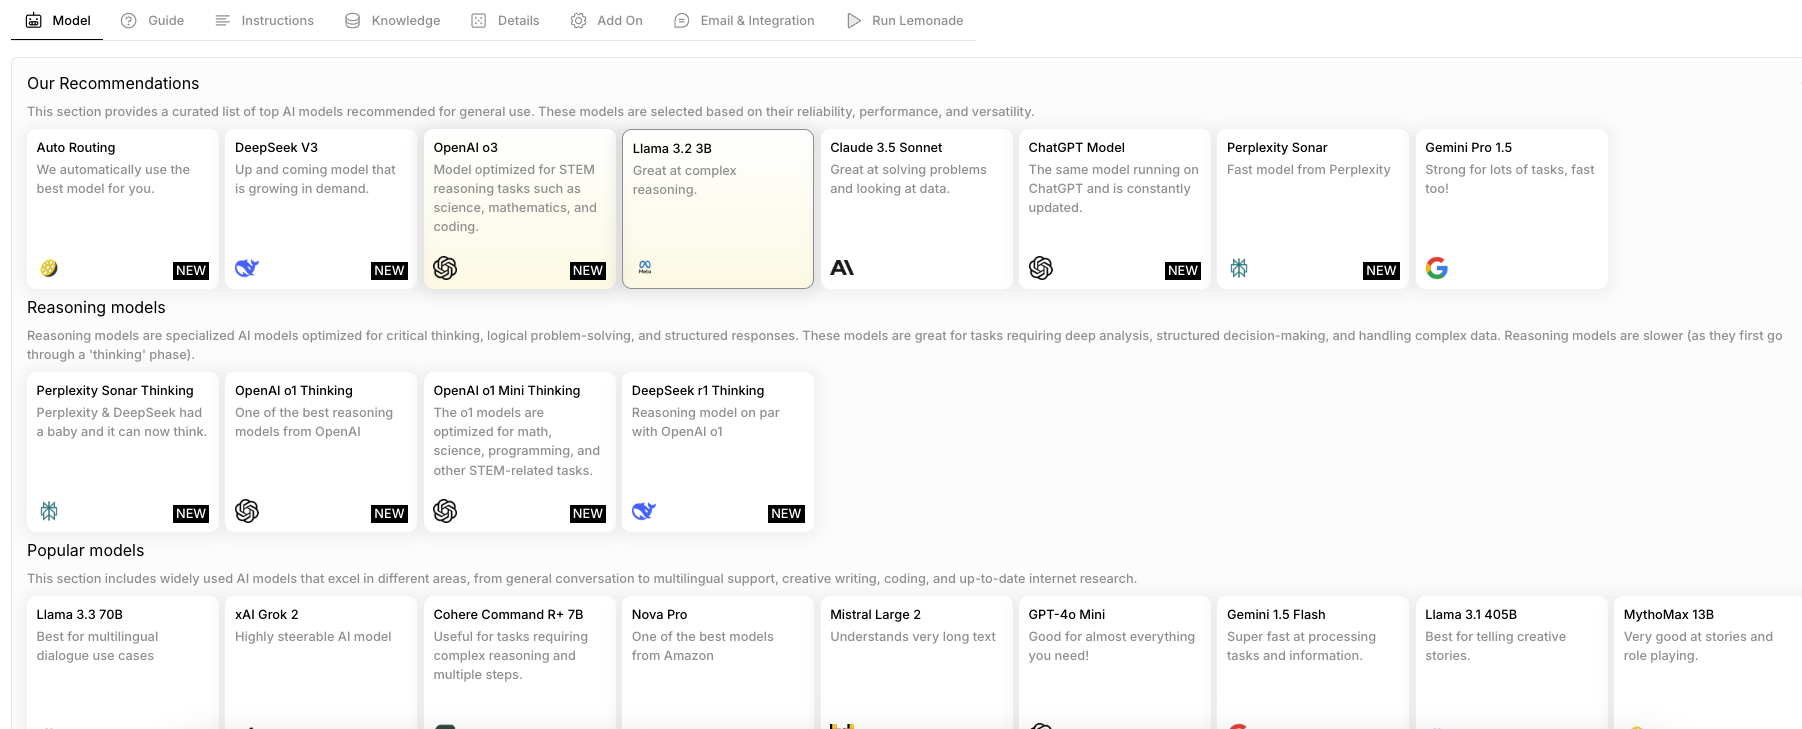 Model Guide Instructions Knowledge Details Add On Email & Integration Run Lemonade
Our Recommendations
This section provides a curated list of top AI models recommended for general use. These models are selected based on their reliability, performance, and versatility.
Auto Routing
We automatically use the
best model for you.
NEW
DeepSeek V3
Up and coming model that
is growing in demand.
NEW
OpenAI o3
Model optimized for STEM
reasoning tasks such as
science, mathematics, and
coding.
NEW
Llama 3.2 3B
Great at complex
reasoning.
Meta
Claude 3.5 Sonnet
Great at solving problems
and looking at data.
ChatGPT Model
The same model running on
ChatGPT and is constantly
updated.
NEW
Perplexity Sonar
Fast model from Perplexity
NEW
Gemini Pro 1.5
Strong for lots of tasks, fast
too!
Reasoning models
Reasoning models are specialized AI models optimized for critical thinking, logical problem-solving, and structured responses. These models are great for tasks requiring deep analysis, structured decision-making, and handling complex data. Reasoning models are slower (as they first go
through a 'thinking' phase).
Perplexity Sonar Thinking
Perplexity & DeepSeek had
a baby and it can now think.
NEW
OpenAI o1 Thinking
One of the best reasoning
models from OpenAI
NEW
OpenAI o1 Mini Thinking
The o1 models are
optimized for math,
science, programming, and
other STEM-related tasks.
NEW
DeepSeek r1 Thinking
Reasoning model on par
with OpenAI o1
NEW
Popular models
This section includes widely used AI models that excel in different areas, from general conversation to multilingual support, creative writing, coding, and up-to-date internet research.
Llama 3.3 70B
Best for multilingual
dialogue use cases
xAI Grok 2
Highly steerable AI model
Cohere Command R+ 7B
Useful for tasks requiring
complex reasoning and
multiple steps.
Nova Pro
One of the best models
from Amazon
Mistral Large 2
Understands very long text
GPT-4o Mini
Good for almost everything
you need!
Gemini 1.5 Flash
Super fast at processing
tasks and information.
Llama 3.1 405B
Best for telling creative
stories.
MythoMax 13B
Very good at stories and
role playing.